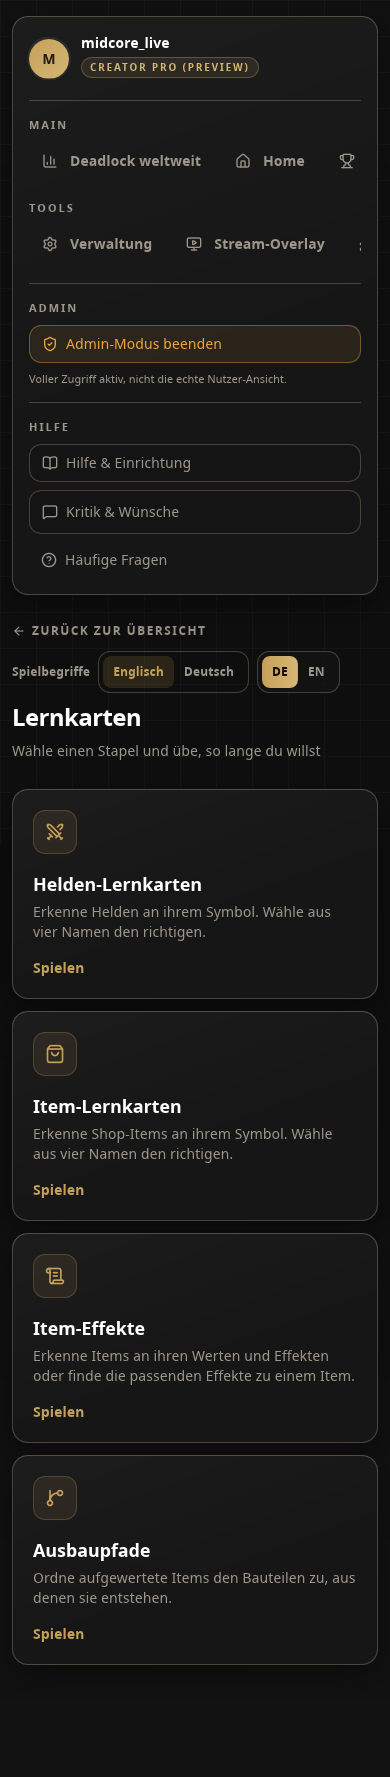 M
midcore_live
CREATOR PRO (PREVIEW)
MAIN
Deadlock weltweit
Home
TOOLS
Verwaltung
Stream-Overlay
ADMIN
Admin-Modus beenden
Voller Zugriff aktiv, nicht die echte Nutzer-Ansicht.
HILFE
Hilfe & Einrichtung
Kritik & Wünsche
Häufige Fragen
ZURÜCK ZUR ÜBERSICHT
Spielbegriffe Englisch Deutsch DE EN
Lernkarten
Wähle einen Stapel und übe, so lange du willst
Helden-Lernkarten
Erkenne Helden an ihrem Symbol. Wähle aus
vier Namen den richtigen.
Spielen
Item-Lernkarten
Erkenne Shop-Items an ihrem Symbol. Wähle
aus vier Namen den richtigen.
Spielen
Item-Effekte
Erkenne Items an ihren Werten und Effekten
oder finde die passenden Effekte zu einem Item.
Spielen
Ausbaupfade
Ordne aufgewertete Items den Bauteilen zu, aus
denen sie entstehen.
Spielen